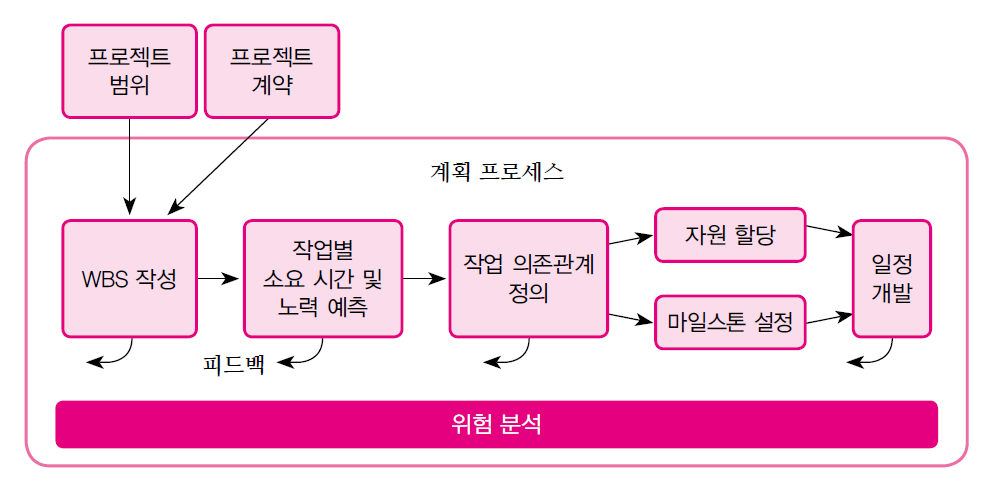 프로젝트
범위
프로젝트
계약
계획 프로세스
WBS 작성
작업별
소요 시간 및
노력 예측
작업 의존관계
정의
자원 할당
마일스톤 설정
일정
개발
피드백
위험 분석